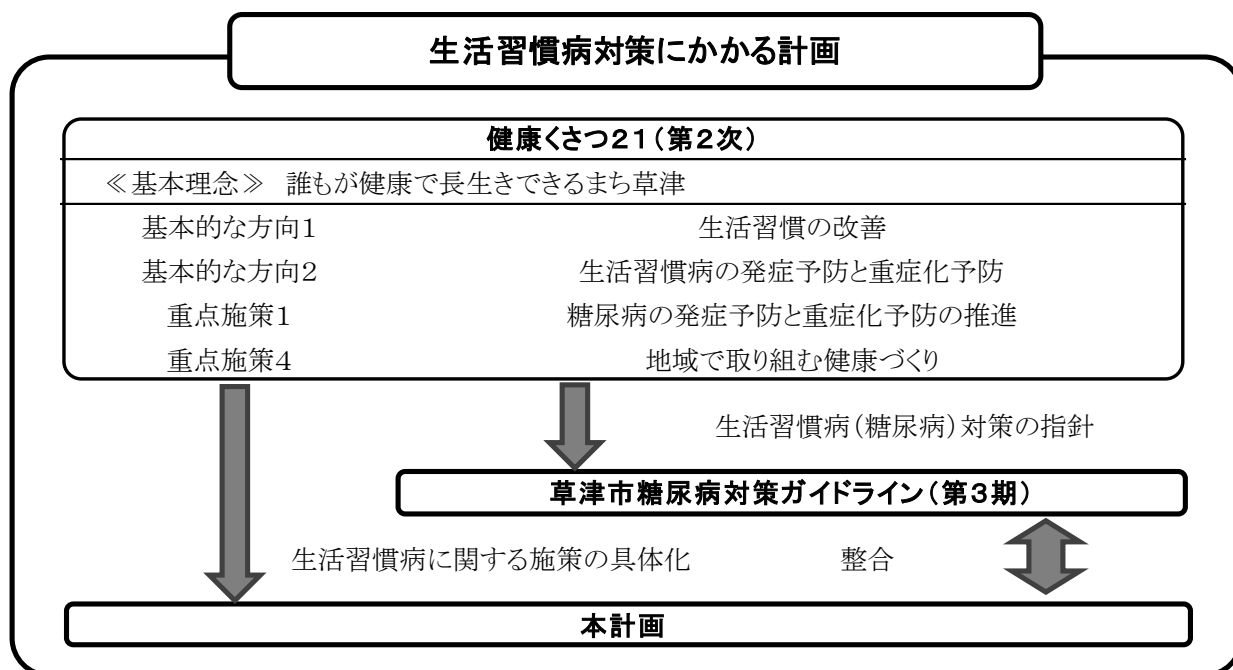 生活習慣病対策にかかる計画
健康くさつ２１（第２次）
≪基本理念≫　誰もが健康で長生きできるまち草津
基本的な方向１　生活習慣の改善
基本的な方向２　生活習慣病の発症予防と重症化予防
重点施策１　糖尿病の発症予防と重症化予防の推進
重点施策４　地域で取り組む健康づくり
生活習慣病（糖尿病）対策の指針
草津市糖尿病対策ガイドライン（第３期）
生活習慣病に関する施策の具体化　整合
本計画